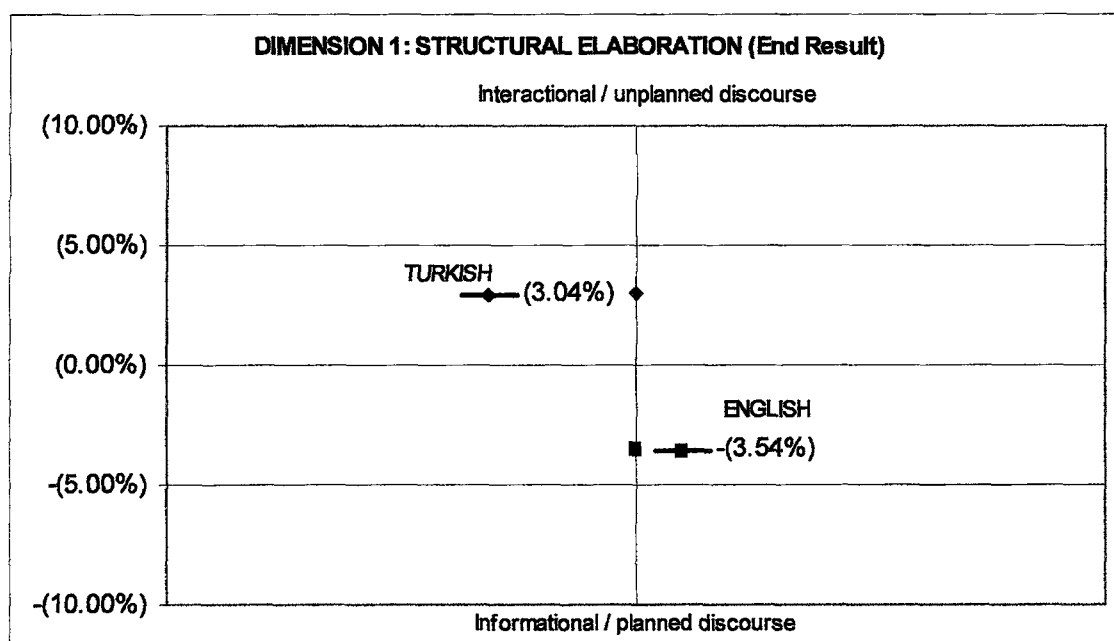 DIMENSION 1: STRUCTURAL ELABORATION (End Result)
Interactional / unplanned discourse
(10.00%)
(5.00%)
TURKISH
(3.04%)
(0.00%)
ENGLISH
-(3.54%)
-(5.00%)
-(10.00%)
Informational / planned discourse